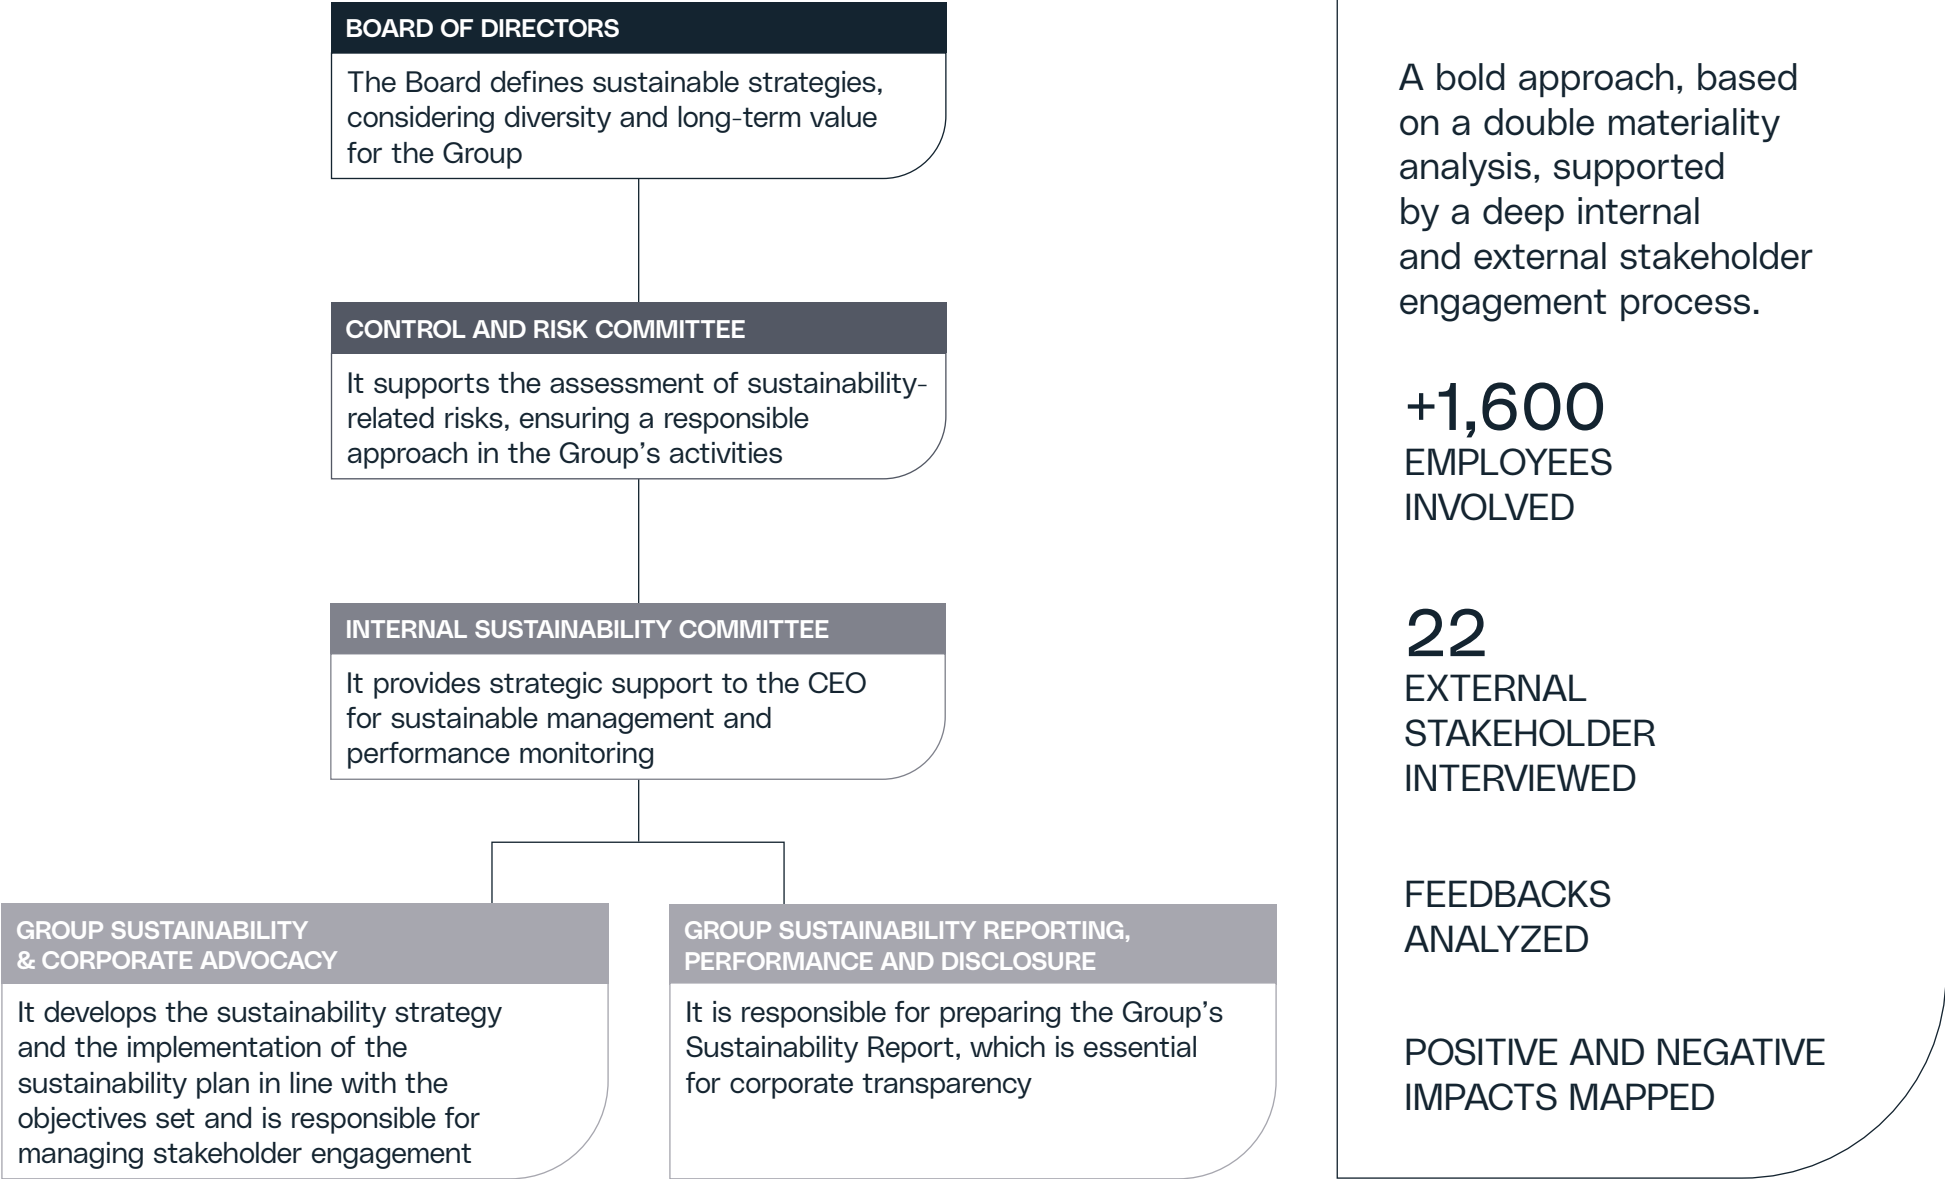 BOARD OF DIRECTORS
The Board defines sustainable strategies,
considering diversity and long-term value
for the Group
CONTROL AND RISK COMMITTEE
It supports the assessment of sustainability-
related risks, ensuring a responsible
approach in the Group’s activities
INTERNAL SUSTAINABILITY COMMITTEE
It provides strategic support to the CEO
for sustainable management and
performance monitoring
GROUP SUSTAINABILITY
& CORPORATE ADVOCACY
It develops the sustainability strategy
and the implementation of the
sustainability plan in line with the
objectives set and is responsible for
managing stakeholder engagement
GROUP SUSTAINABILITY REPORTING,
PERFORMANCE AND DISCLOSURE
It is responsible for preparing the Group’s
Sustainability Report, which is essential
for corporate transparency
A bold approach, based
on a double materiality
analysis, supported
by a deep internal
and external stakeholder
engagement process.
+1,600
EMPLOYEES
INVOLVED
22
EXTERNAL
STAKEHOLDER
INTERVIEWED
FEEDBACKS
ANALYZED
POSITIVE AND NEGATIVE
IMPACTS MAPPED